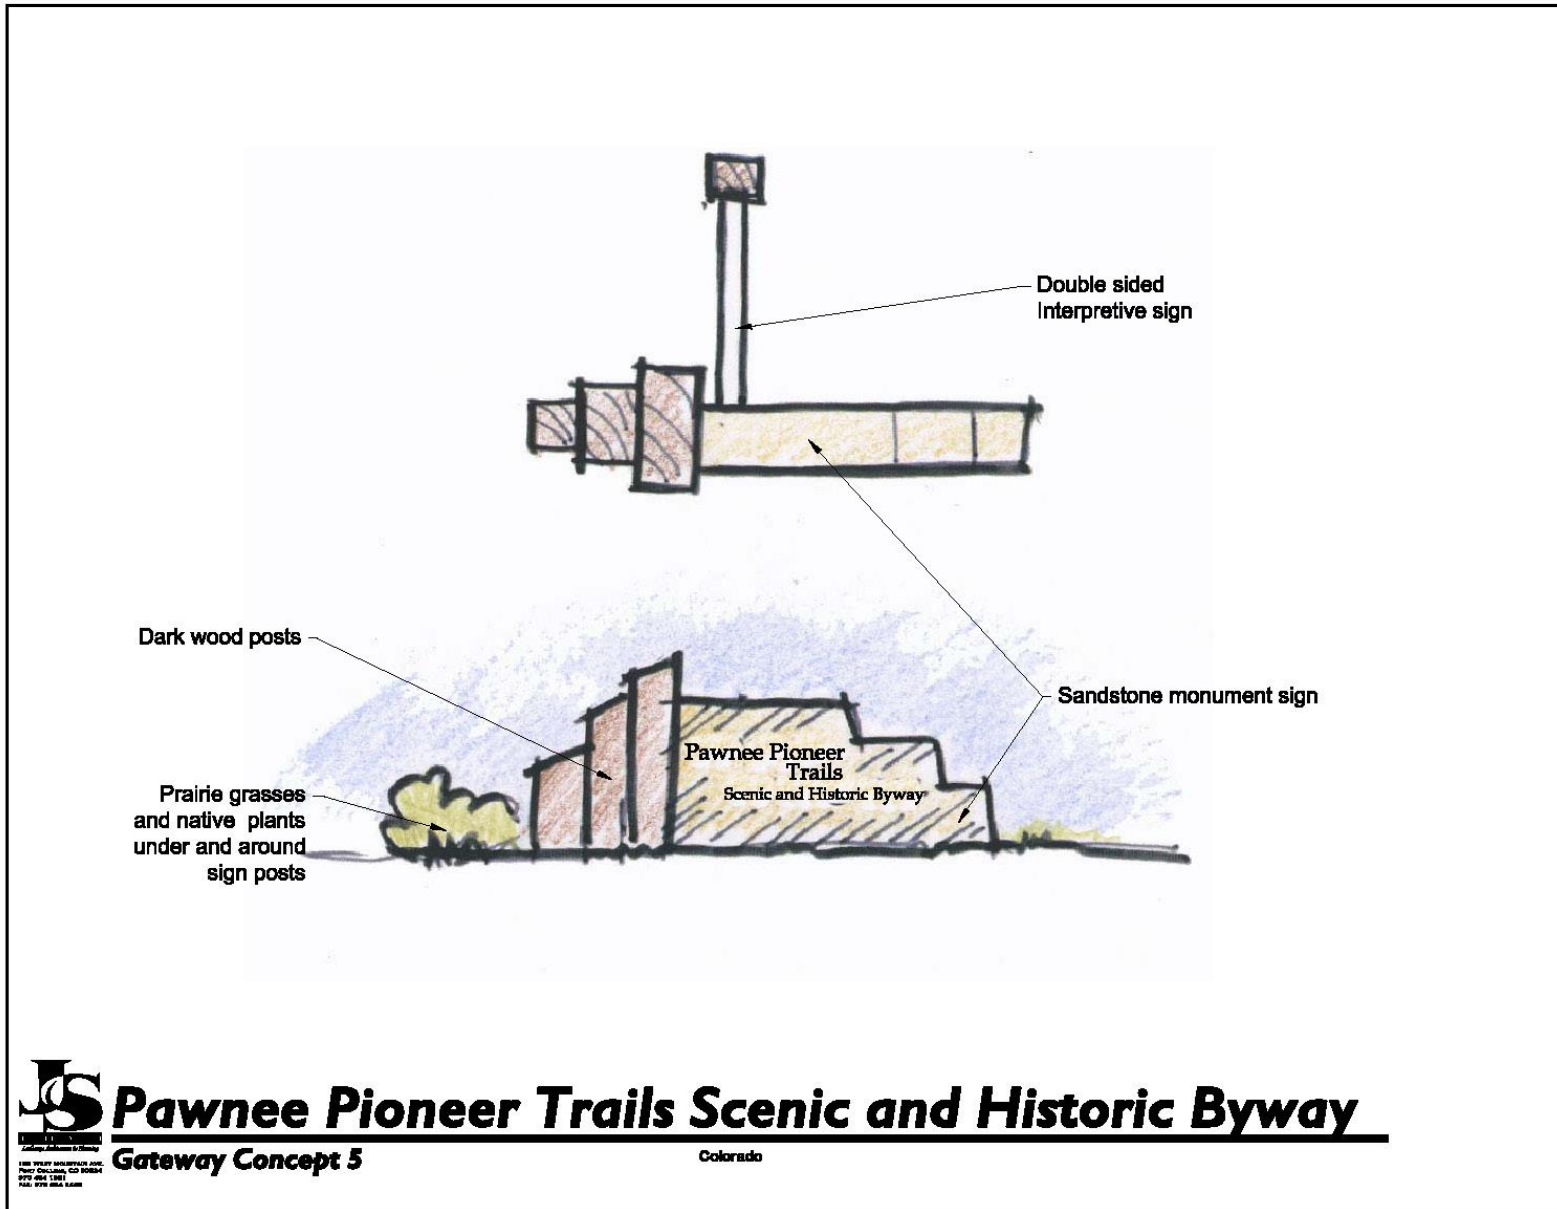 Double sided
Interpretive sign
Dark wood posts
Sandstone monument sign
Pawnee Pioneer
Trails
Scenic and Historic Byway
Prairie grasses
and native plants
under and around
sign posts
JS
Pawnee Pioneer Trails Scenic and Historic Byway
Gateway Concept 5
Colorado